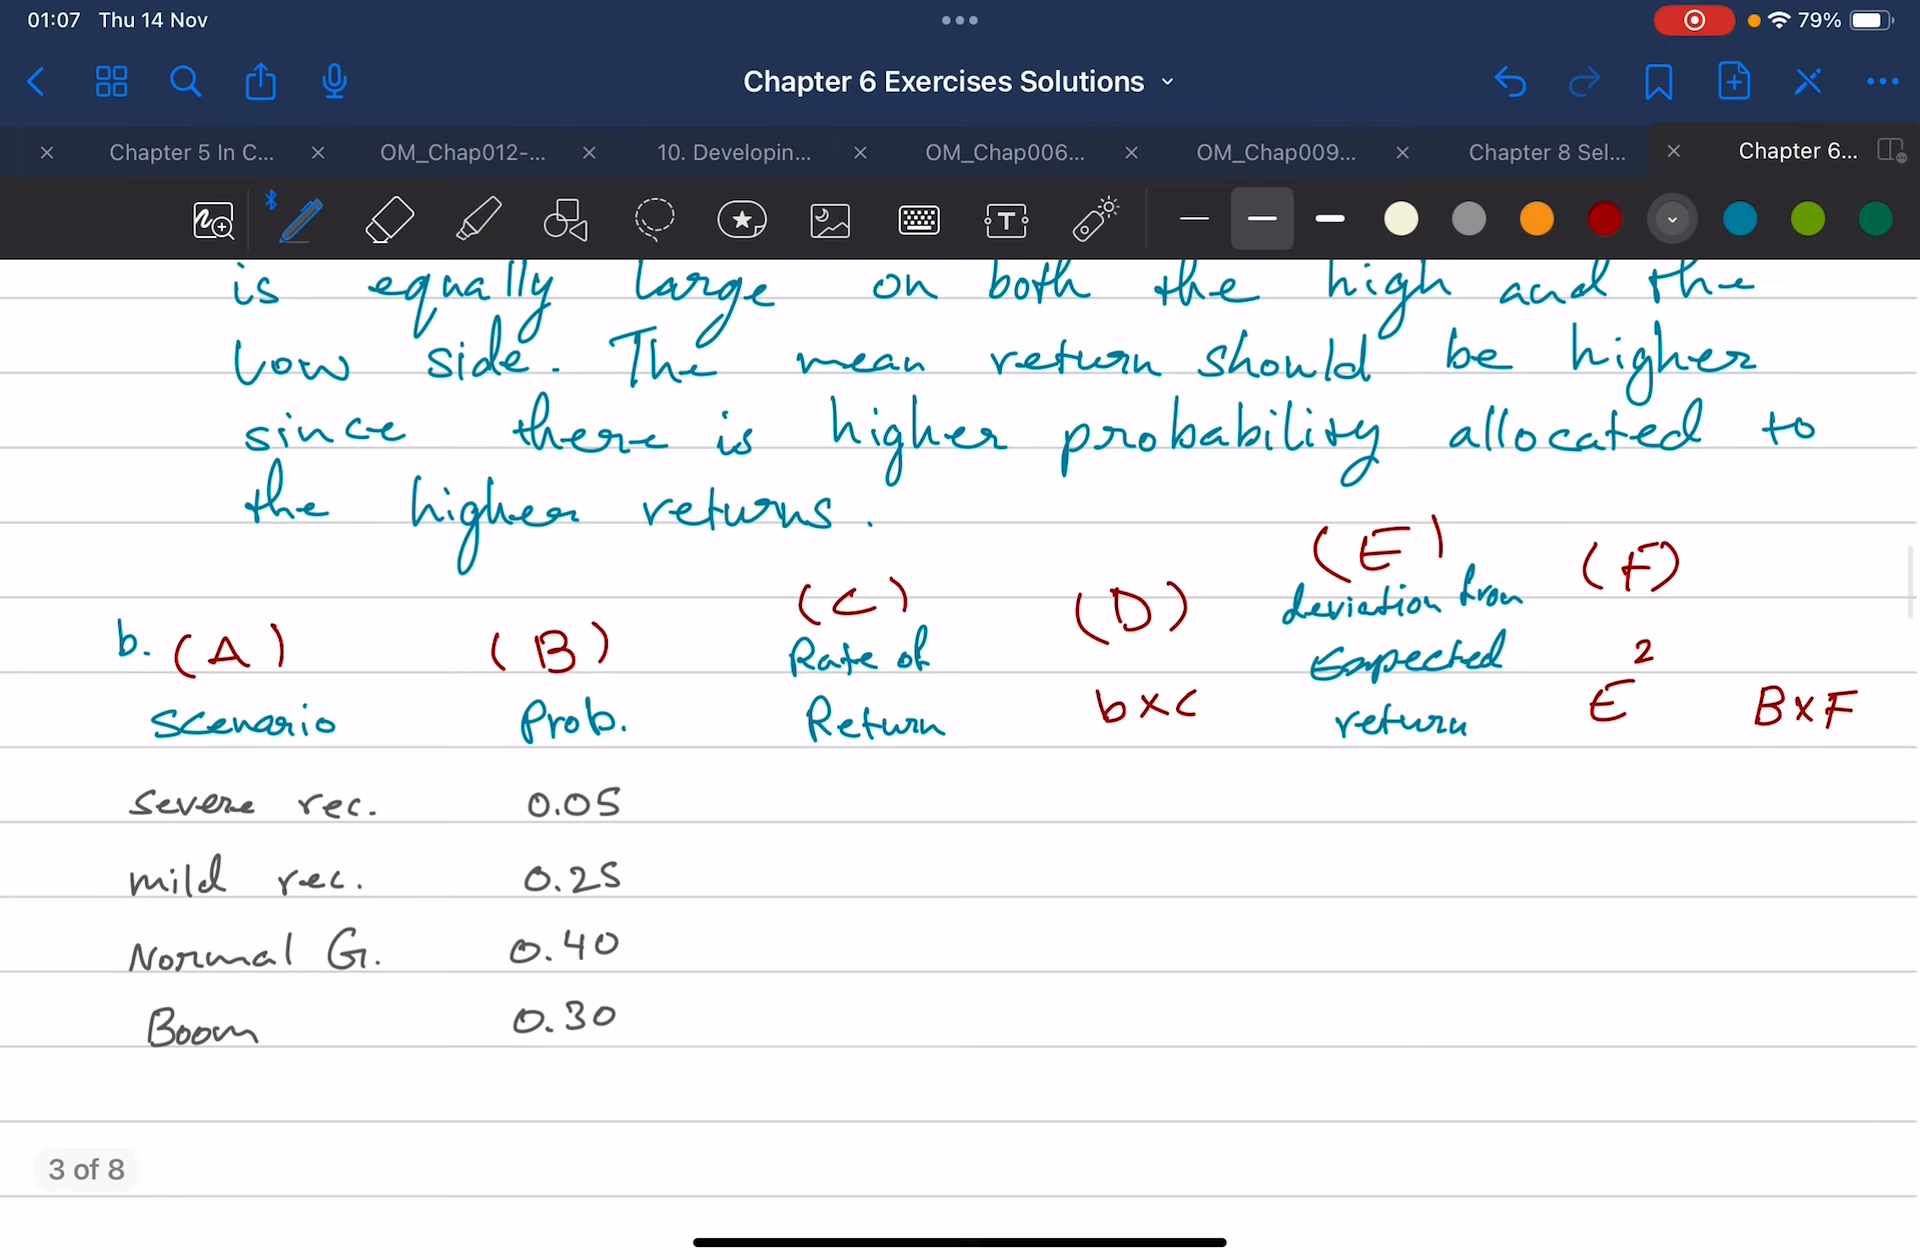 01:07 Thu 14 Nov
79%
Chapter 6 Exercises Solutions
Chapter 5 In C... OM_Chap012-... 10. Developin... OM_Chap006... OM_Chap009... Chapter 8 Sel... Chapter 6...
is equally large on both the high and the
low side. The mean return should be higher
since there is higher probability allocated to
the higher returns.
b. (A) (B) (C) (D) (E) (F)
Scenario Prob. Rate of Return b×C deviation from Expected return E² B×F
Severe rec. 0.05
mild rec. 0.25
Normal G. 0.40
Boom 0.30
3 of 8